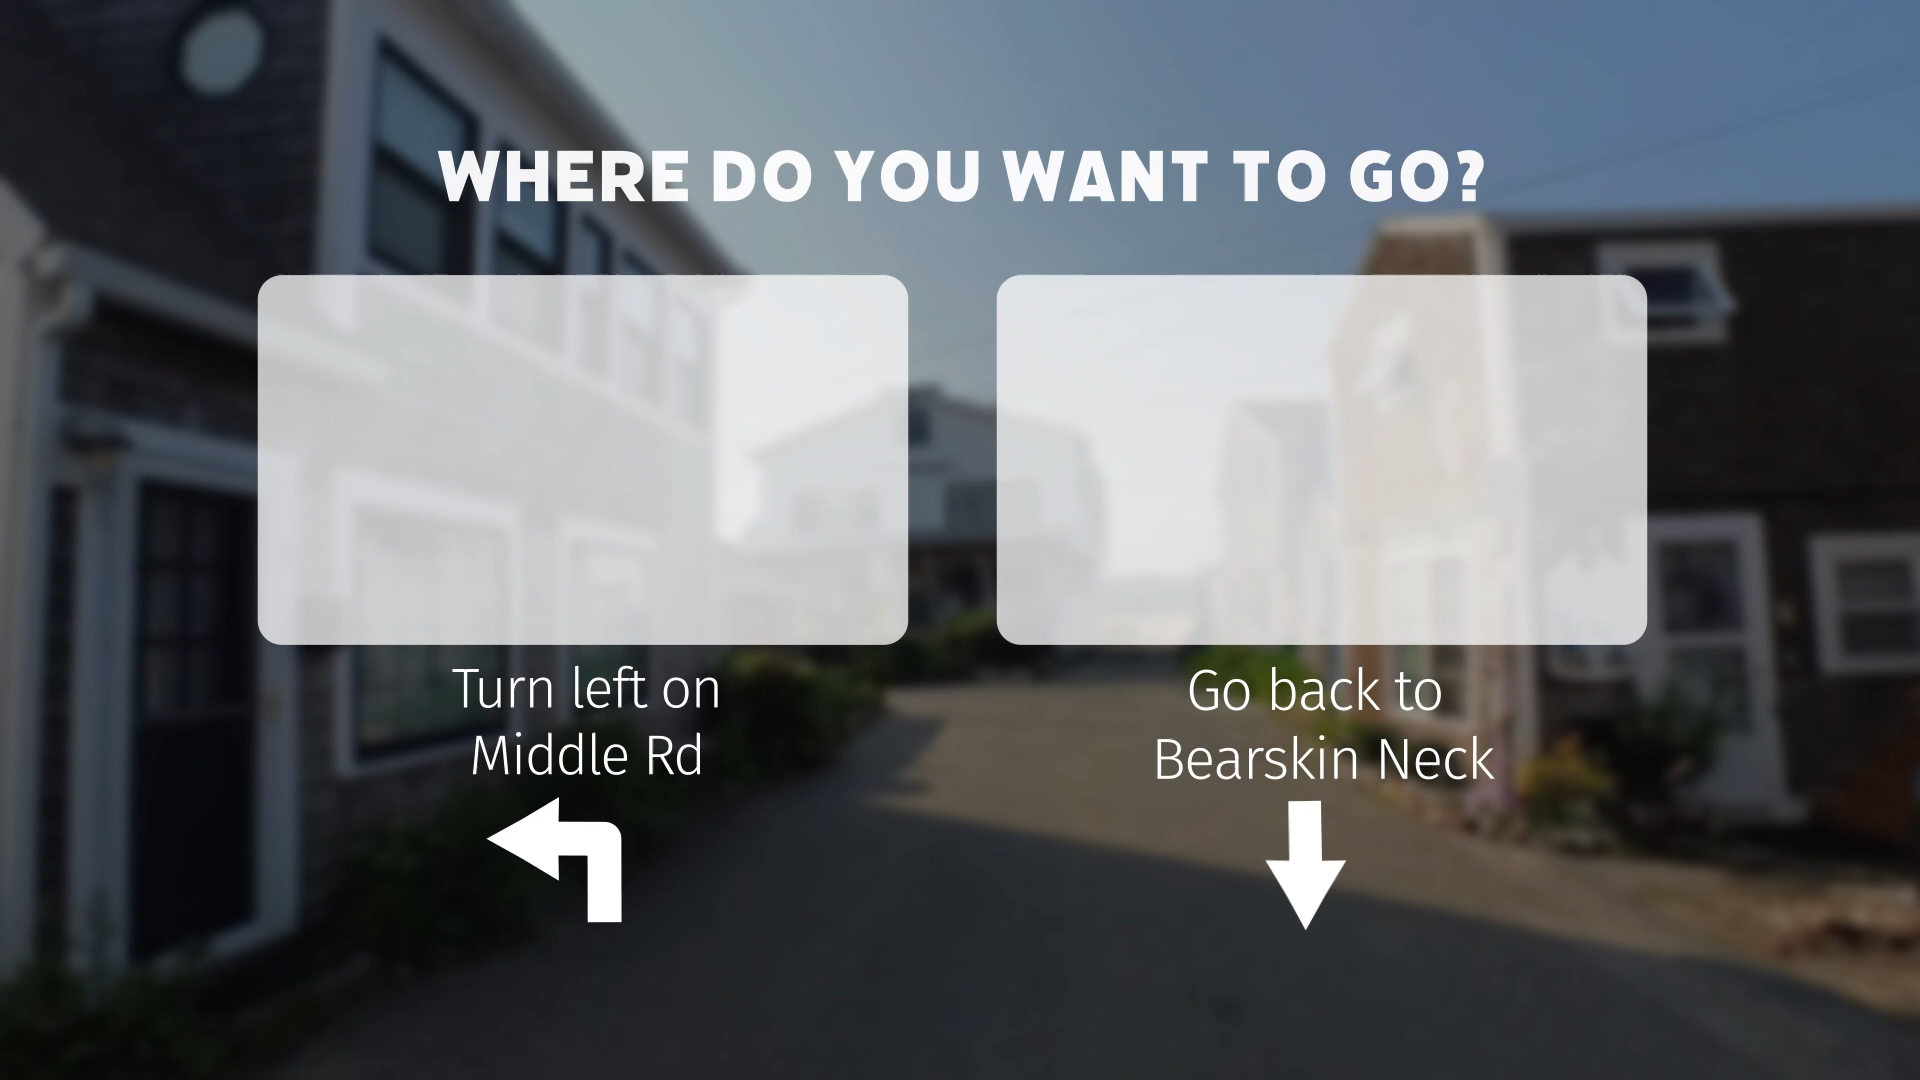 WHERE DO YOU WANT TO GO?
Turn left on
Middle Rd
Go back to
Bearskin Neck